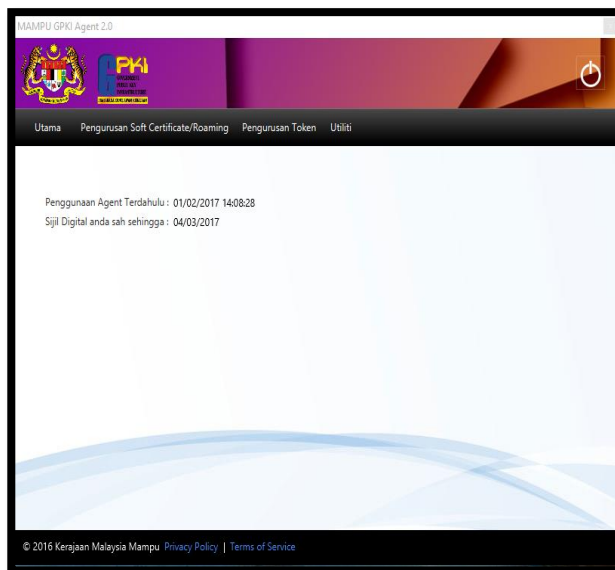 MAMPU GPKI Agent 2.0
GPKI
Utama Pengurusan Soft Certificate/Roaming Pengurusan Token Utiliti
Penggunaan Agent Terdahulu : 01/02/2017 14:08:28
Sijil Digital anda sah sehingga : 04/03/2017
© 2016 Kerajaan Malaysia Mampu Privacy Policy | Terms of Service